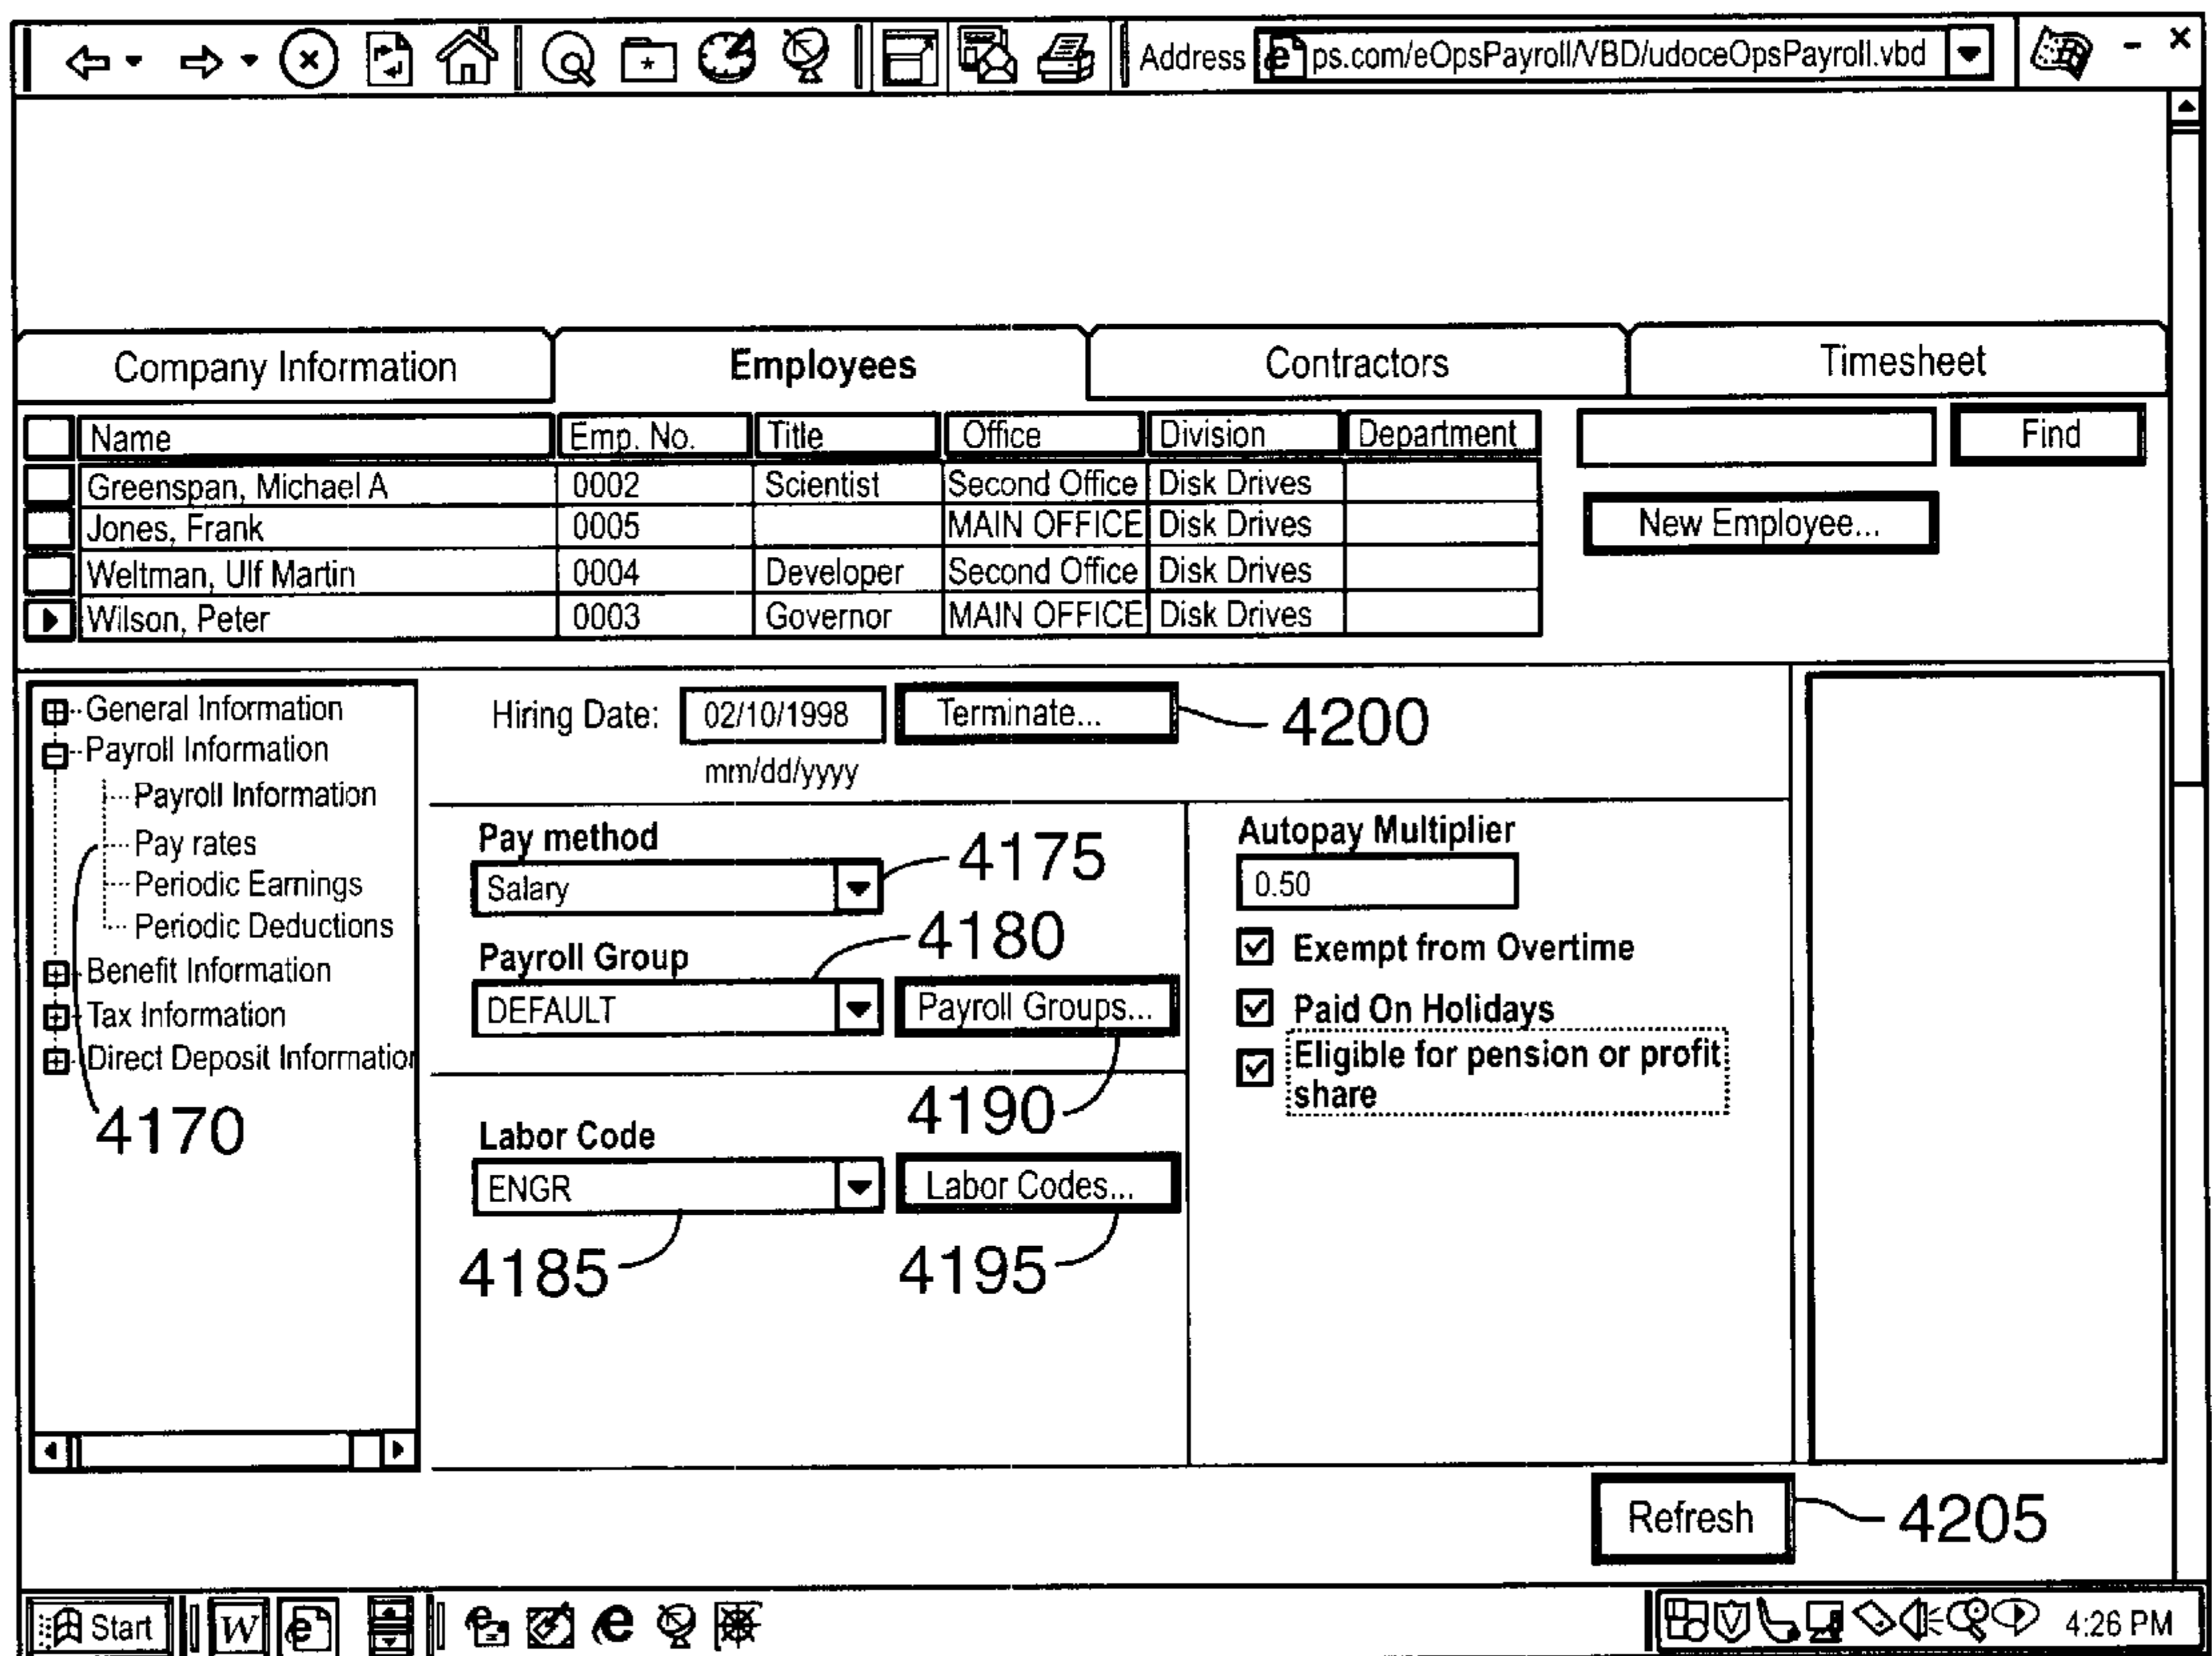 Address ps.com/eOpsPayroll/VBD/udoceOpsPayroll.vbd
Company Information Employees Contractors Timesheet
Name Emp. No. Title Office Division Department Find
Greenspan, Michael A 0002 Scientist Second Office Disk Drives
Jones, Frank 0005 MAIN OFFICE Disk Drives
New Employee...
Weltman, Ulf Martin 0004 Developer Second Office Disk Drives
Wilson, Peter 0003 Governor MAIN OFFICE Disk Drives
General Information
Payroll Information
Payroll Information
Pay rates
Periodic Earnings
Periodic Deductions
Benefit Information
Tax Information
Direct Deposit Information
4170
Hiring Date: 02/10/1998 Terminate... 4200
mm/dd/yyyy
Pay method
Salary
4175
4180
Payroll Group
DEFAULT Payroll Groups...
4190
Labor Code
ENGR Labor Codes...
4185 4195
Autopay Multiplier
0.50
Exempt from Overtime
Paid On Holidays
Eligible for pension or profit
share
Refresh 4205
Start W e e e V 4:26 PM